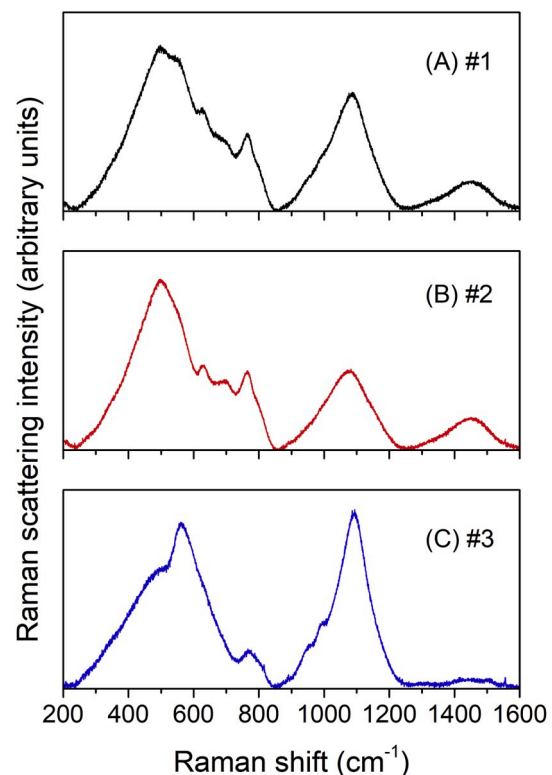 Raman scattering intensity (arbitrary units)
(A) #1
(B) #2
(C) #3
200 400 600 800 1000 1200 1400 1600
Raman shift (cm⁻¹)